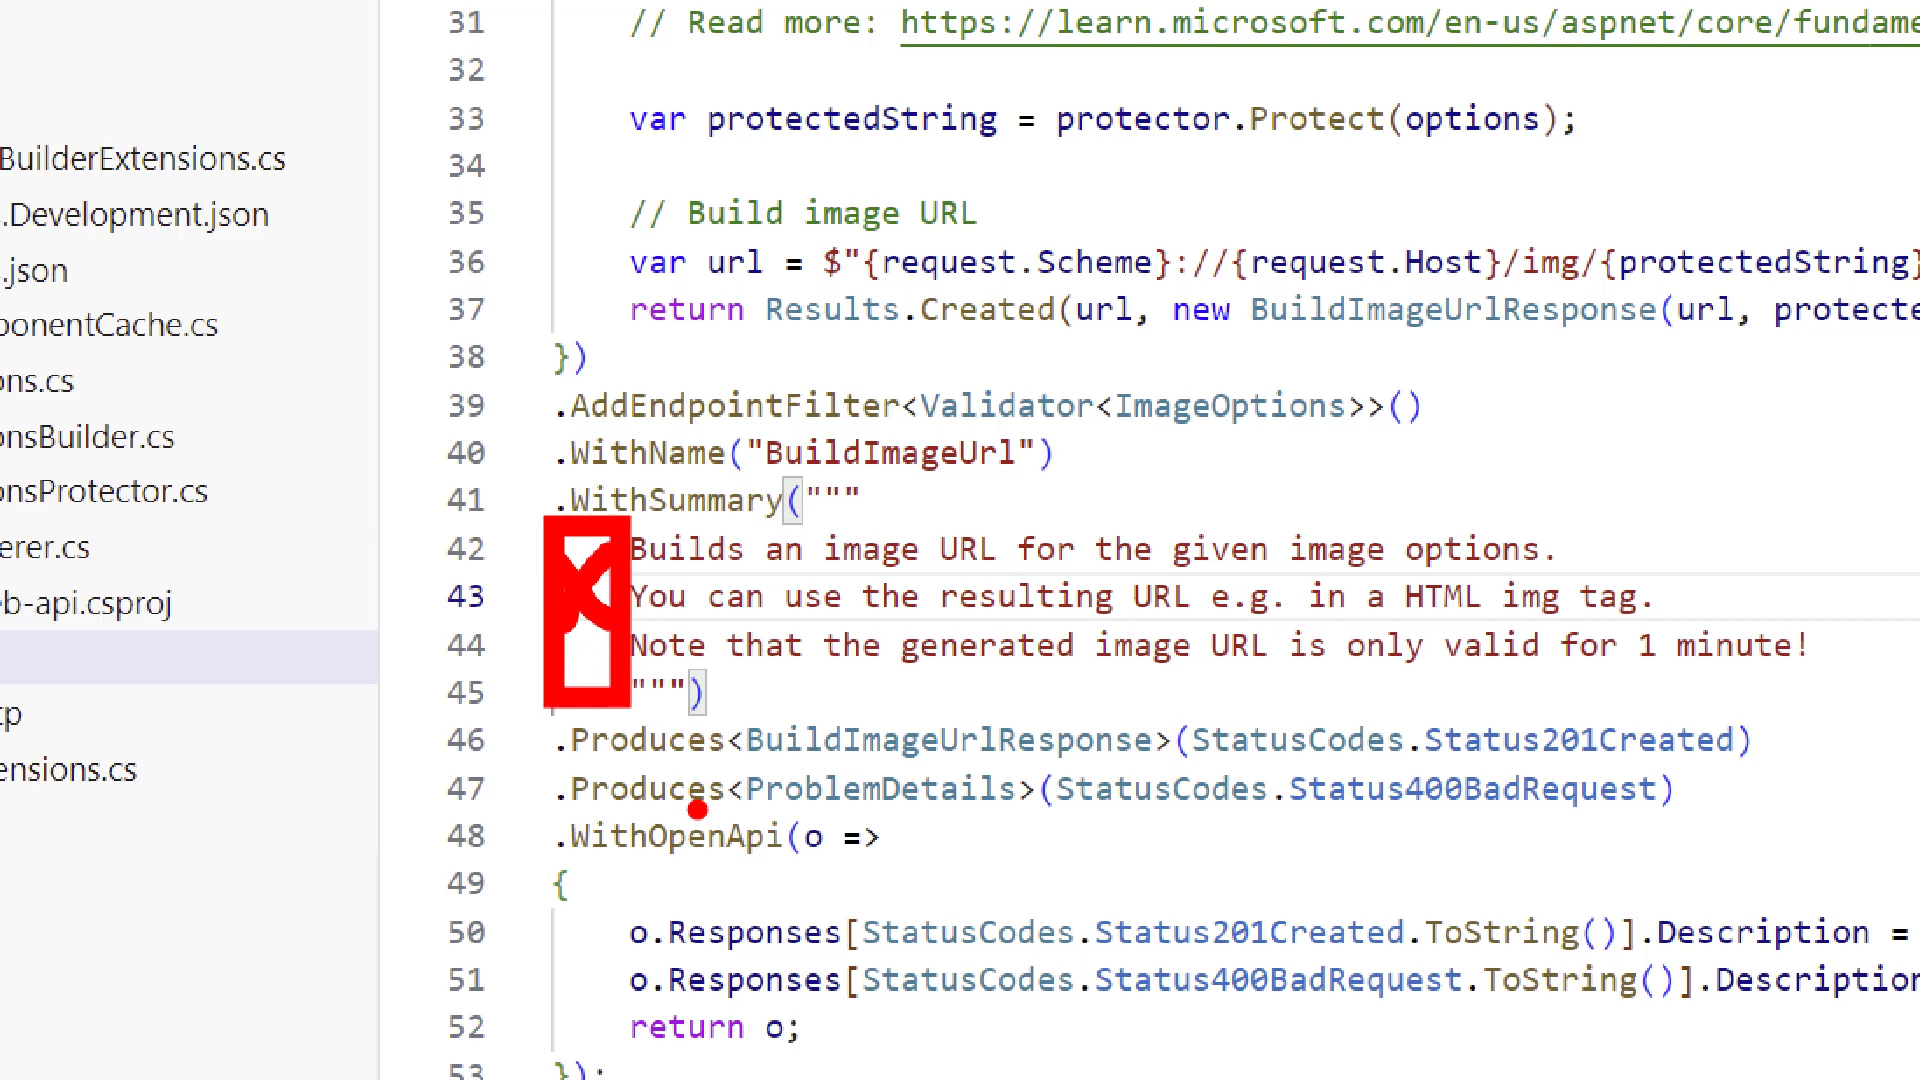 BuilderExtensions.cs
.Development.json
.json
ponentCache.cs
ons.cs
onsBuilder.cs
onsProtector.cs
erer.cs
eb-api.csproj
tp
ensions.cs
31 // Read more: https://learn.microsoft.com/en-us/aspnet/core/fundame
32
33 var protectedString = protector.Protect(options);
34
35 // Build image URL
36 var url = $"{request.Scheme}://{request.Host}/img/{protectedString}
37 return Results.Created(url, new BuildImageUrlResponse(url, protecte
38 })
39 .AddEndpointFilter<Validator<ImageOptions>>()
40 .WithName("BuildImageUrl")
41 .WithSummary("""
42 Builds an image URL for the given image options.
43 You can use the resulting URL e.g. in a HTML img tag.
44 Note that the generated image URL is only valid for 1 minute!
45 """)
46 .Produces<BuildImageUrlResponse>(StatusCodes.Status201Created)
47 .Produces<ProblemDetails>(StatusCodes.Status400BadRequest)
48 .WithOpenApi(o =>
49 {
50 o.Responses[StatusCodes.Status201Created.ToString()].Description =
51 o.Responses[StatusCodes.Status400BadRequest.ToString()].Description
52 return o;
53 });